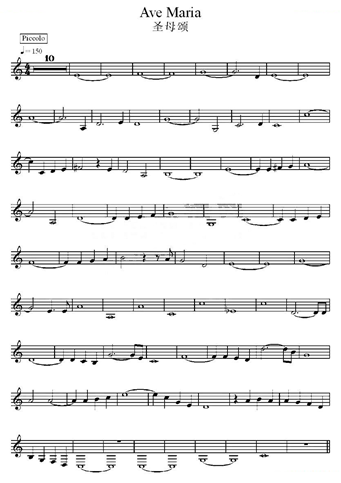 Ave Maria
圣母颂
Piccolo
♩= 150
10